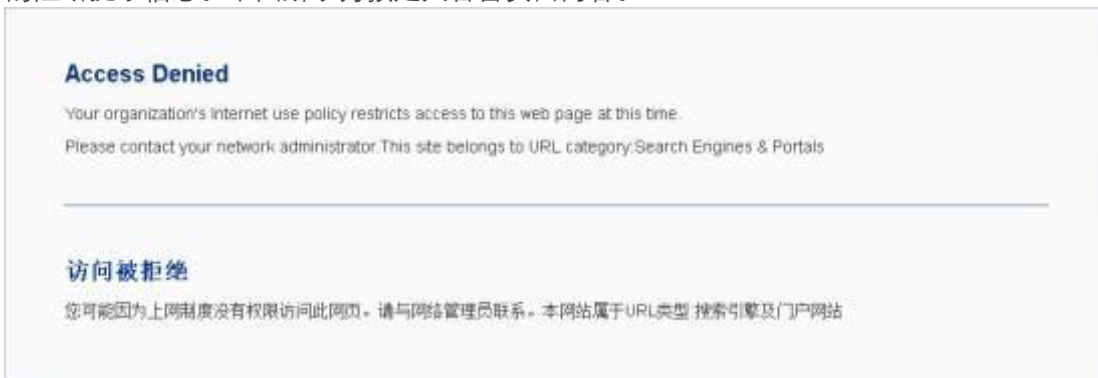 Access Denied
Your organization's internet use policy restricts access to this web page at this time.
Please contact your network administrator.This site belongs to URL category:Search Engines & Portals
访问被拒绝
您可能因为上网制度没有权限访问此网页。请与网络管理员联系。本网站属于URL类型 搜索引擎及门户网站